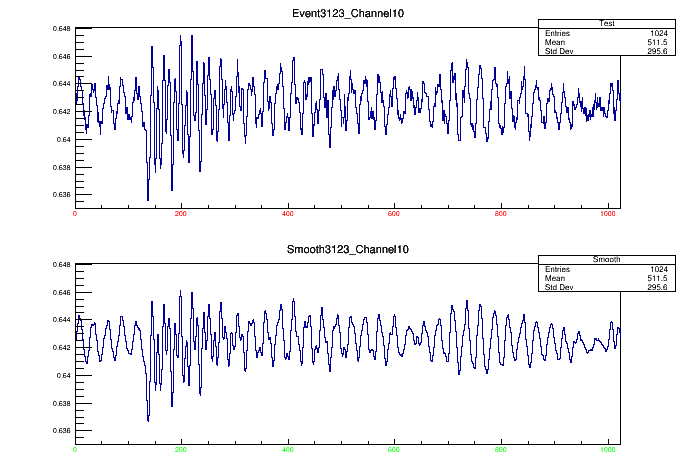 Event3123_Channel10
Test
Entries 1024
Mean 511.5
Std Dev 295.6
0.648
0.646
0.644
0.642
0.64
0.638
0.636
0 200 400 600 800 1000
Smooth3123_Channel10
Smooth
Entries 1024
Mean 511.5
Std Dev 295.6
0.648
0.646
0.644
0.642
0.64
0.638
0.636
0 200 400 600 800 1000